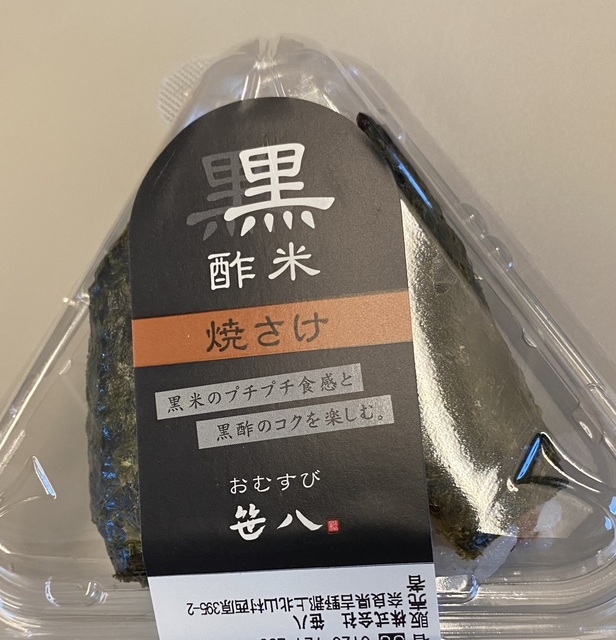 黒
酢米
焼さけ
黒米のプチプチ食感と
黒酢のコクを楽しむ。
おむすび
笹八
販売者
株式会社 笹八
奈良県吉野郡上北山村西原395-2